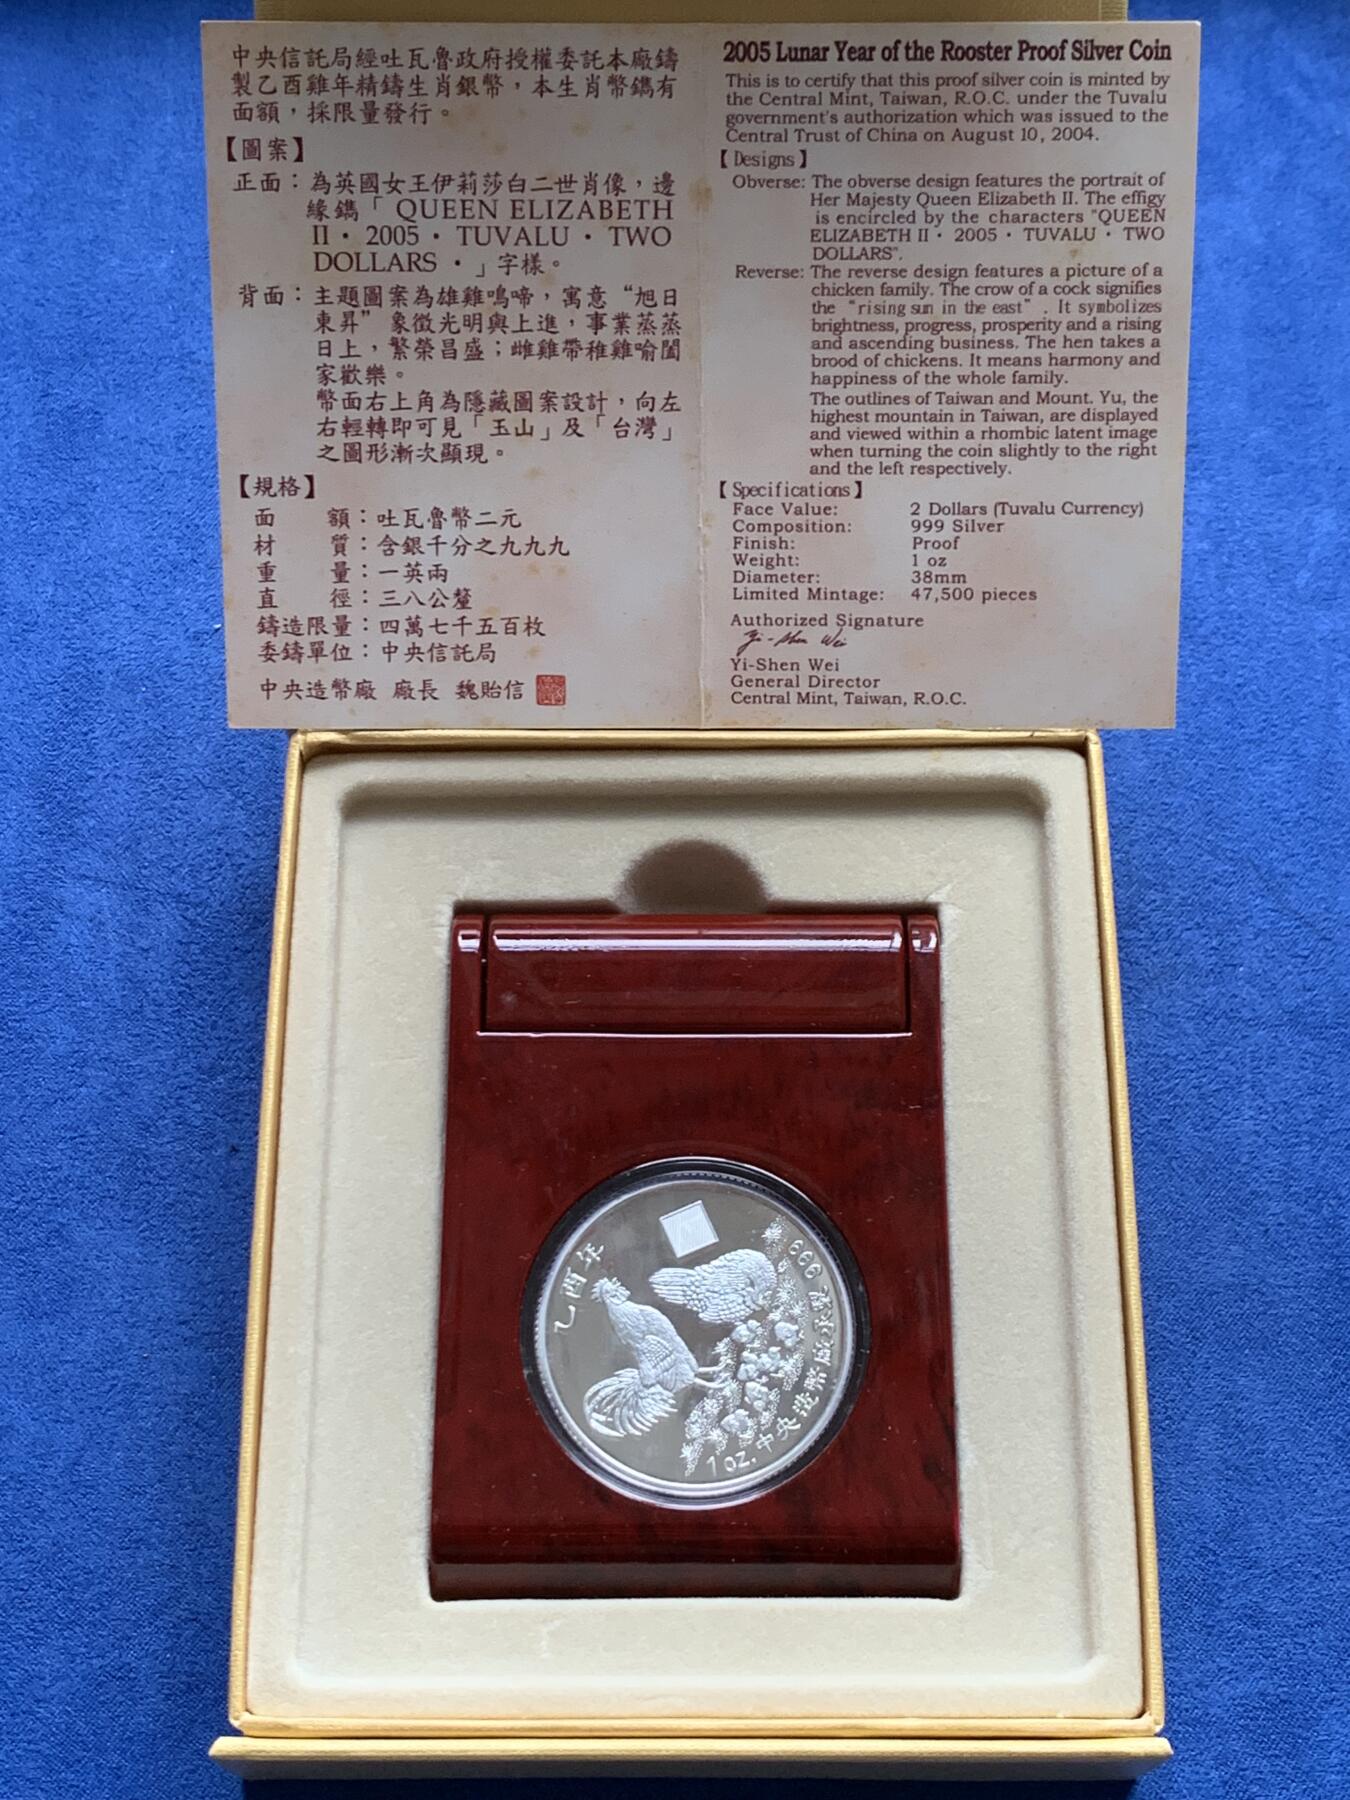 中央信託局經吐瓦魯政府授權委託本廠鑄
製乙酉雞年精鑄生肖銀幣，本生肖幣鐫有
面額，採限量發行。
【圖案】
正面：為英國女王伊莉莎白二世肖像，邊
緣鐫「 QUEEN ELIZABETH
II · 2005 · TUVALU · TWO
DOLLARS · 」字樣。
背面：主題圖案為雄雞鳴啼，寓意“旭日
東昇”象徵光明與上進，事業蒸蒸
日上，繁榮昌盛；雌雞帶稚雞喻闔
家歡樂。
幣面右上角為隱藏圖案設計，向左
右輕轉即可見「玉山」及「台灣」
之圖形漸次顯現。
【規格】
面額：吐瓦魯幣二元
材質：含銀千分之九九九
重量：一英兩
直徑：三八公釐
鑄造限量：四萬七千五百枚
委鑄單位：中央信託局
中央造幣廠 廠長 魏貽信
2005 Lunar Year of the Rooster Proof Silver Coin
This is to certify that this proof silver coin is minted by
the Central Mint, Taiwan, R.O.C. under the Tuvalu
government's authorization which was issued to the
Central Trust of China on August 10, 2004.
【Designs】
Obverse: The obverse design features the portrait of
Her Majesty Queen Elizabeth II. The effigy
is encircled by the characters "QUEEN
ELIZABETH II · 2005 · TUVALU · TWO
DOLLARS".
Reverse: The reverse design features a picture of a
chicken family. The crow of a cock signifies
the “rising sun in the east” . It symbolizes
brightness, progress, prosperity and a rising
and ascending business. The hen takes a
brood of chickens. It means harmony and
happiness of the whole family.
The outlines of Taiwan and Mount. Yu, the
highest mountain in Taiwan, are displayed
and viewed within a rhombic latent image
when turning the coin slightly to the right
and the left respectively.
【Specifications】
Face Value: 2 Dollars (Tuvalu Currency)
Composition: 999 Silver
Finish: Proof
Weight: 1 oz
Diameter: 38mm
Limited Mintage: 47,500 pieces
Authorized Signature
Yi-Shen Wei
Yi-Shen Wei
General Director
Central Mint, Taiwan, R.O.C.
乙酉年
1 OZ. 中央造幣廠承製 .999